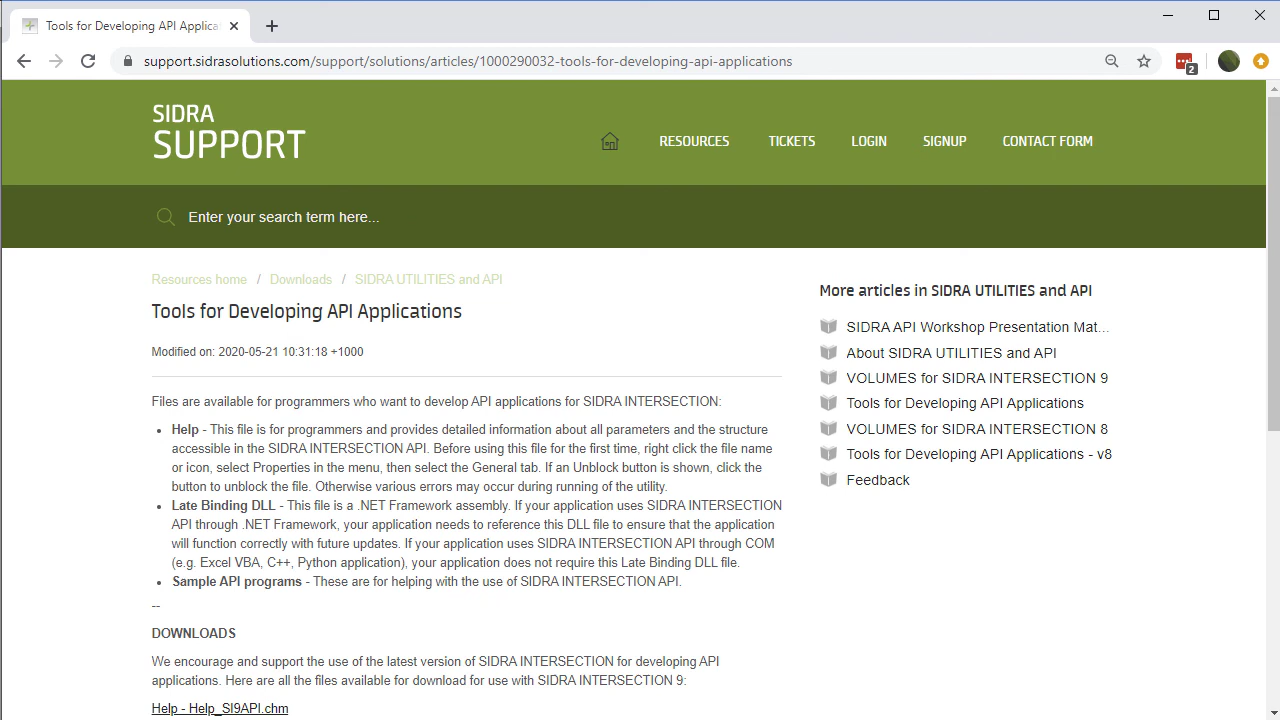 Tools for Developing API Applica
support.sidrasolutions.com/support/solutions/articles/1000290032-tools-for-developing-api-applications
2
SIDRA
SUPPORT
RESOURCES
TICKETS
LOGIN
SIGNUP
CONTACT FORM
Enter your search term here...
Resources home / Downloads / SIDRA UTILITIES and API
Tools for Developing API Applications
Modified on: 2020-05-21 10:31:18 +1000
Files are available for programmers who want to develop API applications for SIDRA INTERSECTION:
• Help - This file is for programmers and provides detailed information about all parameters and the structure
accessible in the SIDRA INTERSECTION API. Before using this file for the first time, right click the file name
or icon, select Properties in the menu, then select the General tab. If an Unblock button is shown, click the
button to unblock the file. Otherwise various errors may occur during running of the utility.
• Late Binding DLL - This file is a .NET Framework assembly. If your application uses SIDRA INTERSECTION
API through .NET Framework, your application needs to reference this DLL file to ensure that the application
will function correctly with future updates. If your application uses SIDRA INTERSECTION API through COM
(e.g. Excel VBA, C++, Python application), your application does not require this Late Binding DLL file.
• Sample API programs - These are for helping with the use of SIDRA INTERSECTION API.
--
DOWNLOADS
We encourage and support the use of the latest version of SIDRA INTERSECTION for developing API
applications. Here are all the files available for download for use with SIDRA INTERSECTION 9:
Help - Help_SI9API.chm
More articles in SIDRA UTILITIES and API
SIDRA API Workshop Presentation Mat...
About SIDRA UTILITIES and API
VOLUMES for SIDRA INTERSECTION 9
Tools for Developing API Applications
VOLUMES for SIDRA INTERSECTION 8
Tools for Developing API Applications - v8
Feedback